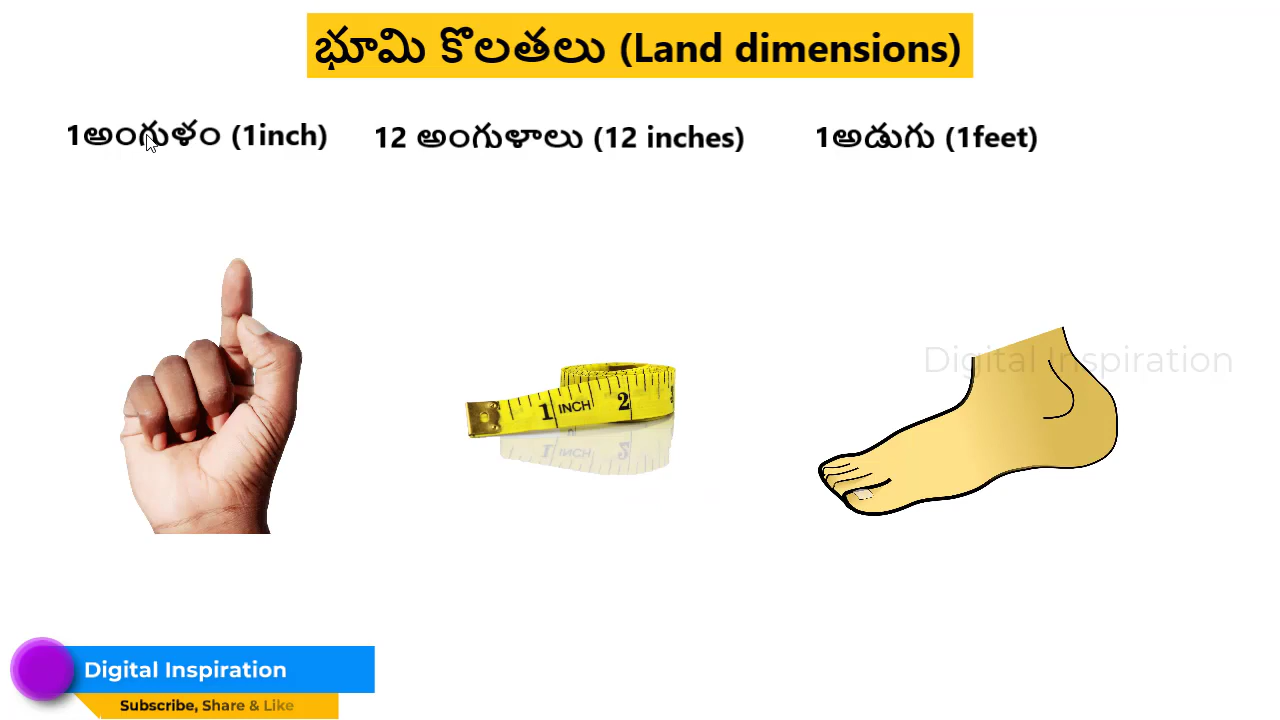 భూమి కొలతలు (Land dimensions)
1అంగుళం (1inch)
12 అంగుళాలు (12 inches)
1అడుగు (1feet)
1 INCH 2
Digital Inspiration
Digital Inspiration
Subscribe, Share & Like